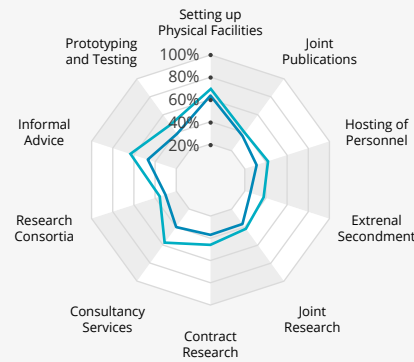 Setting up
Physical Facilities
Joint
Publications
Hosting of
Personnel
Extrenal
Secondment
Joint
Research
Contract
Research
Consultancy
Services
Research
Consortia
Informal
Advice
Prototyping
and Testing
100%
80%
60%
40%
20%